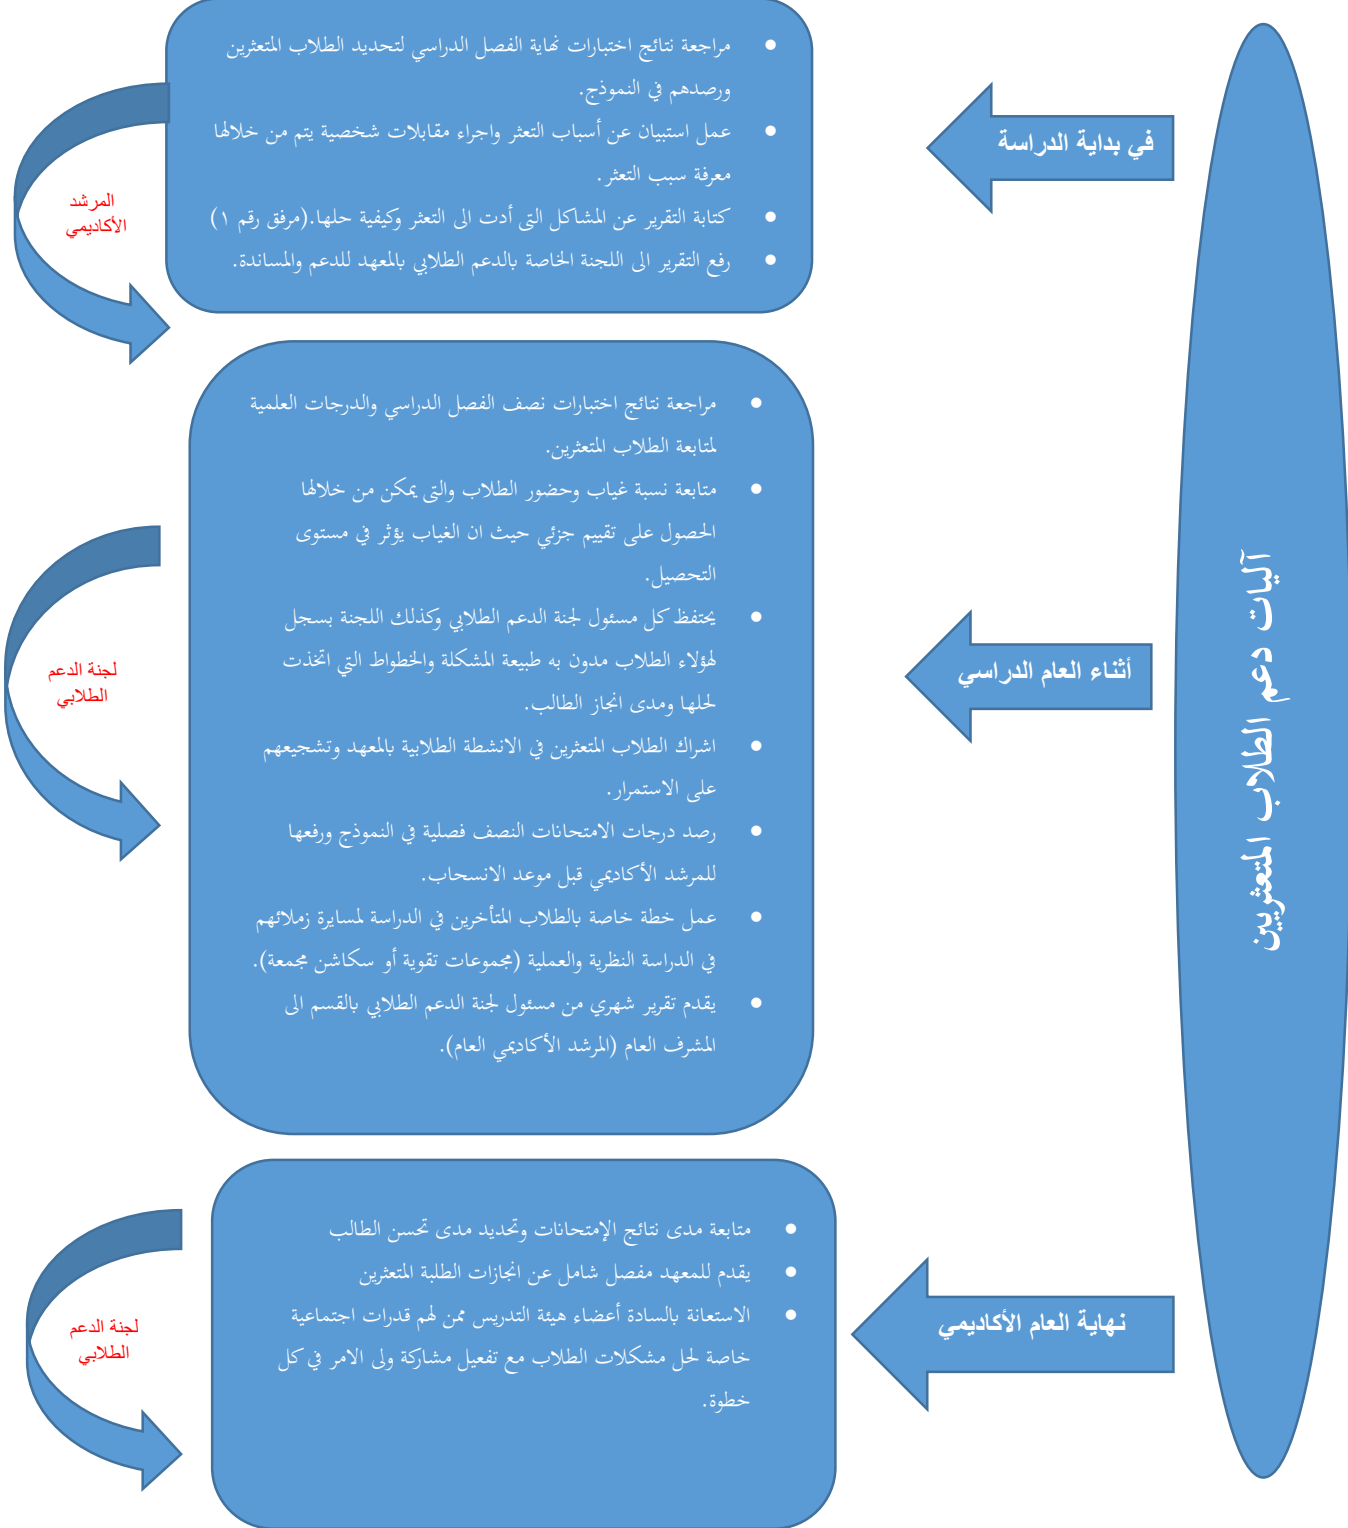 آليات دعم الطلاب المتعثريين
في بداية الدراسة
مراجعة نتائج اختبارات نهاية الفصل الدراسي لتحديد الطلاب المتعثرين
ورصدهم في النموذج.
عمل استبيان عن أسباب التعثر واجراء مقابلات شخصية يتم من خلالها
معرفة سبب التعثر.
كتابة التقرير عن المشاكل التى أدت الى التعثر وكيفية حلها.(مرفق رقم ١)
رفع التقرير الى اللجنة الخاصة بالدعم الطلابي بالمعهد للدعم والمساندة.
المرشد
الأكاديمي
أثناء العام الدراسي
مراجعة نتائج اختبارات نصف الفصل الدراسي والدرجات العلمية
لمتابعة الطلاب المتعثرين.
متابعة نسبة غياب وحضور الطلاب والتى يمكن من خلالها
الحصول على تقييم جزئي حيث ان الغياب يؤثر في مستوى
التحصيل.
يحتفظ كل مسئول لجنة الدعم الطلابي وكذلك اللجنة بسجل
لهؤلاء الطلاب مدون به طبيعة المشكلة والخطواط التي اتخذت
لحلها ومدى انجاز الطالب.
اشراك الطلاب المتعثرين في الانشطة الطلابية بالمعهد وتشجيعهم
على الاستمرار.
رصد درجات الامتحانات النصف فصلية في النموذج ورفعها
للمرشد الأكاديمي قبل موعد الانسحاب.
عمل خطة خاصة بالطلاب المتأخرين في الدراسة لمسايرة زملائهم
في الدراسة النظرية والعملية (مجموعات تقوية أو سكاشن مجمعة).
يقدم تقرير شهري من مسئول لجنة الدعم الطلابي بالقسم الى
المشرف العام (المرشد الأكاديمي العام).
لجنة الدعم
الطلابي
نهاية العام الأكاديمي
متابعة مدى نتائج الإمتحانات وتحديد مدى تحسن الطالب
يقدم للمعهد مفصل شامل عن انجازات الطلبة المتعثرين
الاستعانة بالسادة أعضاء هيئة التدريس ممن لهم قدرات اجتماعية
خاصة لحل مشكلات الطلاب مع تفعيل مشاركة ولى الامر في كل
خطوة.
لجنة الدعم
الطلابي